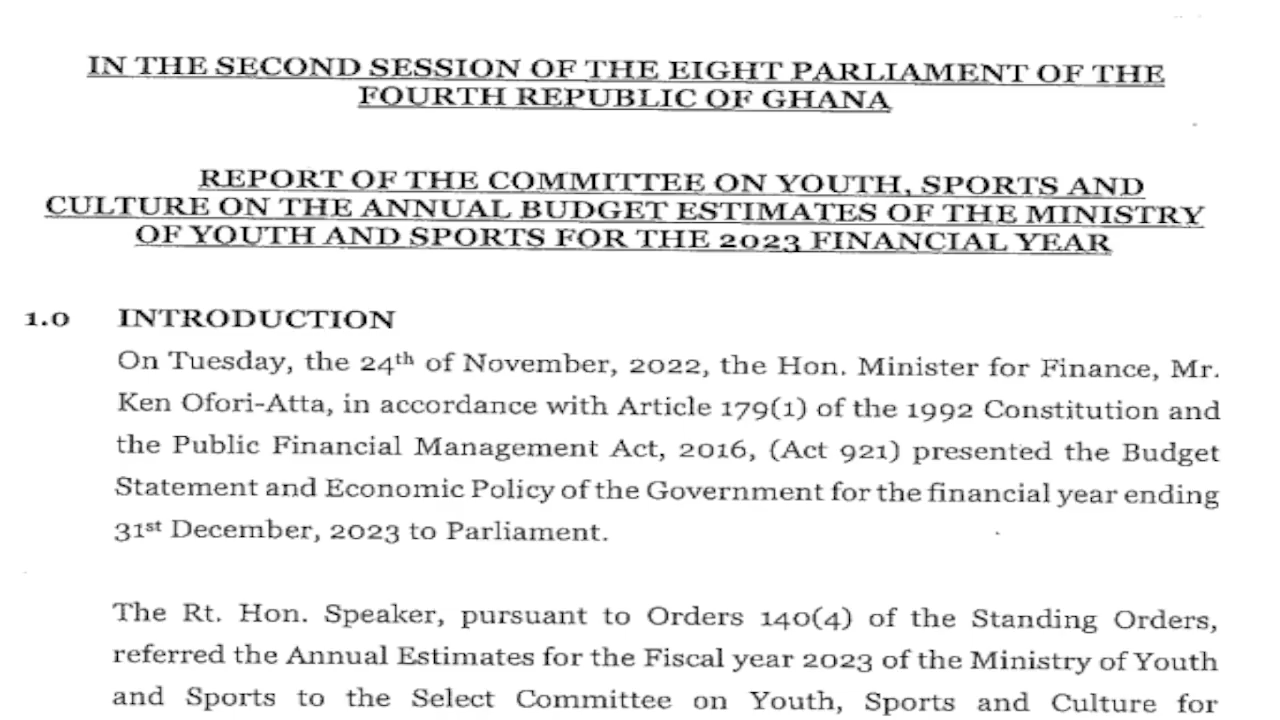 IN THE SECOND SESSION OF THE EIGHT PARLIAMENT OF THE
FOURTH REPUBLIC OF GHANA
REPORT OF THE COMMITTEE ON YOUTH, SPORTS AND
CULTURE ON THE ANNUAL BUDGET ESTIMATES OF THE MINISTRY
OF YOUTH AND SPORTS FOR THE 2023 FINANCIAL YEAR
1.0 INTRODUCTION
On Tuesday, the 24th of November, 2022, the Hon. Minister for Finance, Mr.
Ken Ofori-Atta, in accordance with Article 179(1) of the 1992 Constitution and
the Public Financial Management Act, 2016, (Act 921) presented the Budget
Statement and Economic Policy of the Government for the financial year ending
31st December, 2023 to Parliament.
The Rt. Hon. Speaker, pursuant to Orders 140(4) of the Standing Orders,
referred the Annual Estimates for the Fiscal year 2023 of the Ministry of Youth
and Sports to the Select Committee on Youth, Sports and Culture for